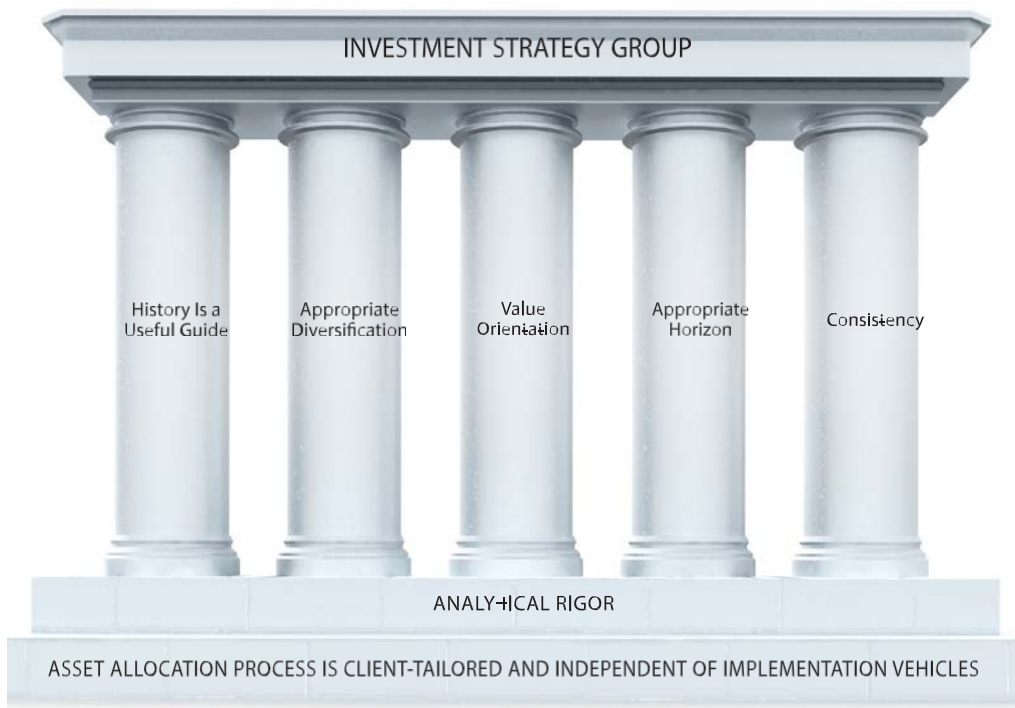 INVESTMENT STRATEGY GROUP
History Is a
Useful Guide
Appropriate
Diversification
Value
Orientation
Appropriate
Horizon
Consistency
ANALYTICAL RIGOR
ASSET ALLOCATION PROCESS IS CLIENT-TAILORED AND INDEPENDENT OF IMPLEMENTATION VEHICLES